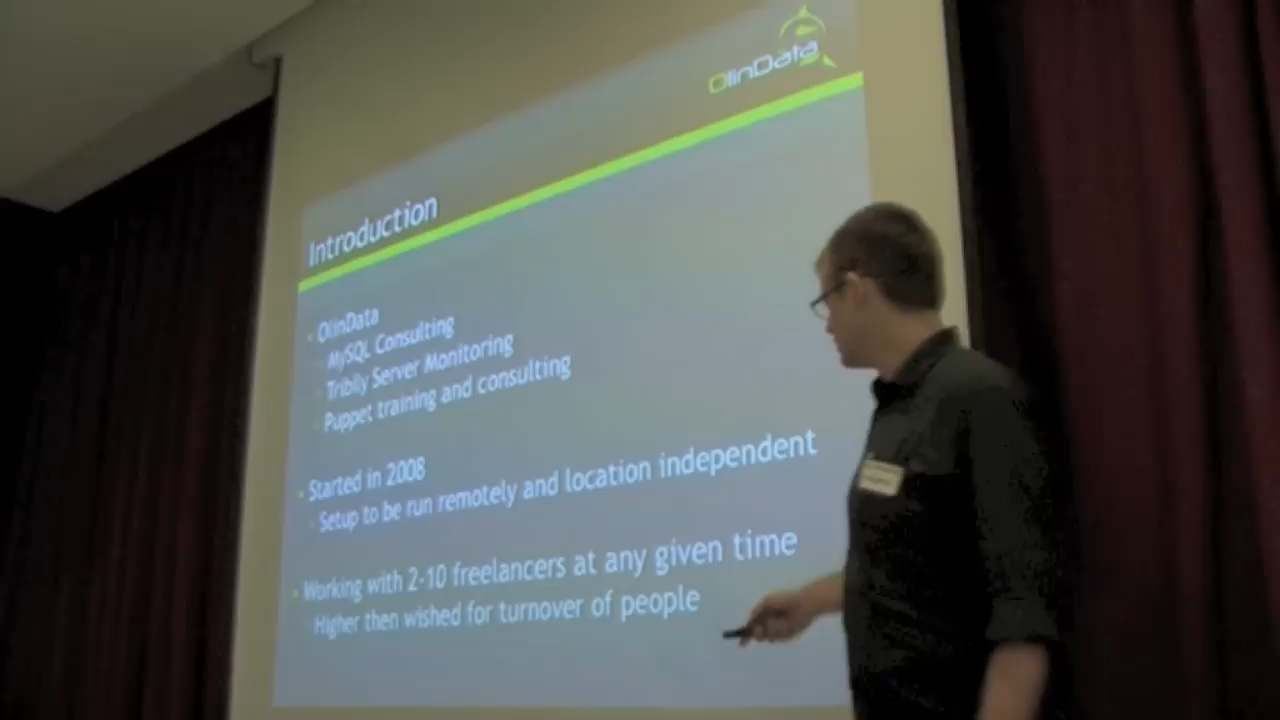 OlinData
Introduction
OlinData
MySQL Consulting
Tribily Server Monitoring
Puppet training and consulting
Started in 2008
Setup to be run remotely and location independent
Working with 2-10 freelancers at any given time
Higher then wished for turnover of people